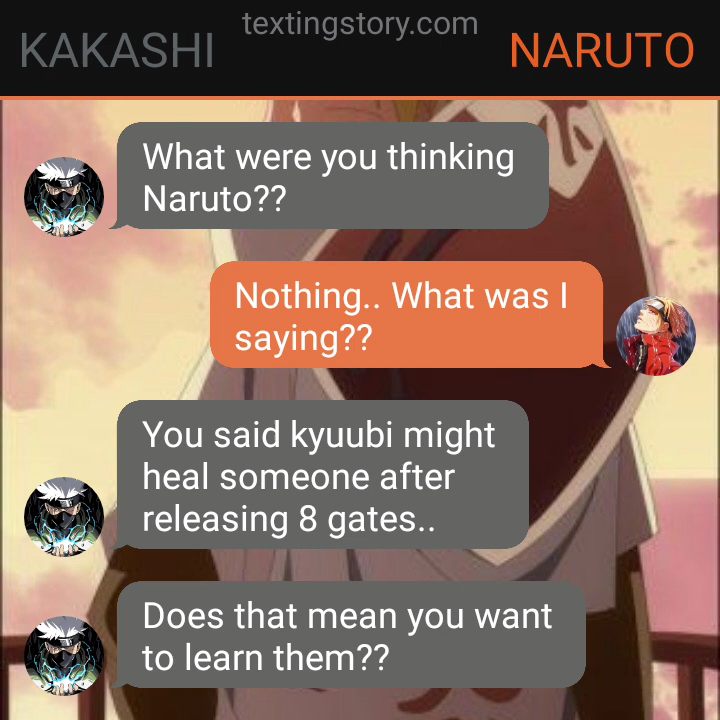 textingstory.com
KAKASHI
NARUTO
What were you thinking
Naruto??
Nothing.. What was I
saying??
You said kyuubi might
heal someone after
releasing 8 gates..
Does that mean you want
to learn them??